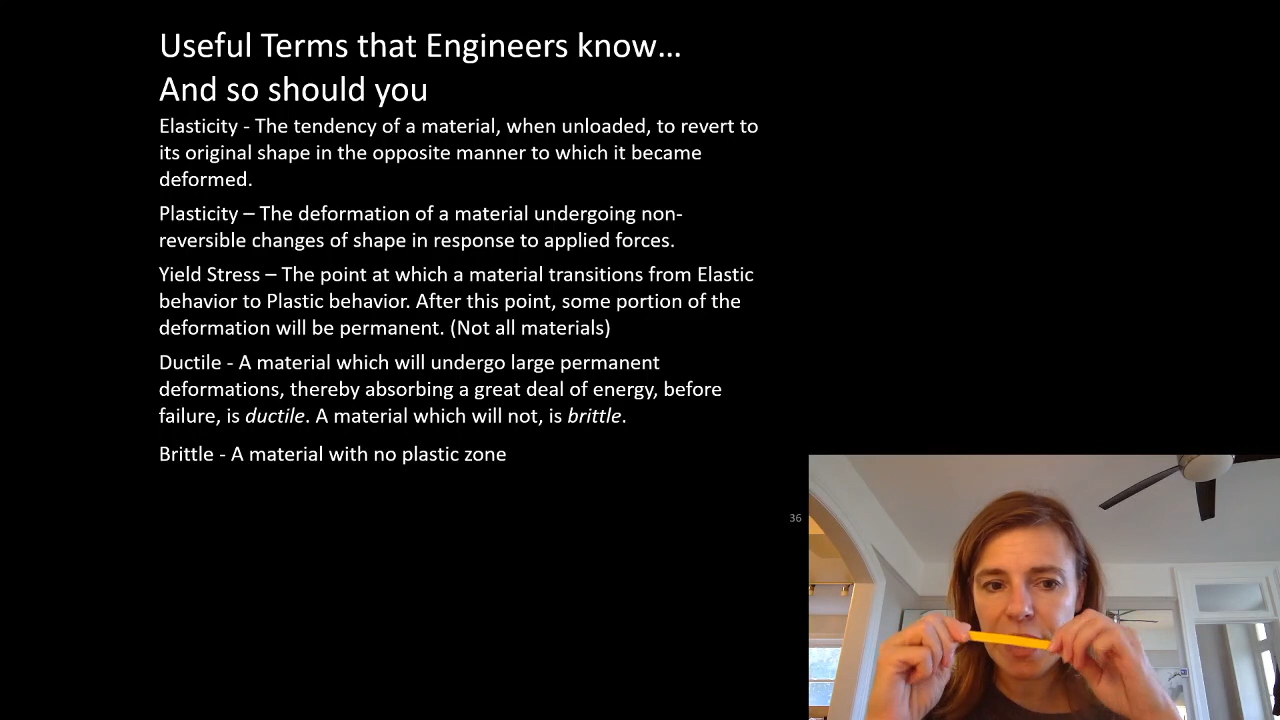 Useful Terms that Engineers know…
And so should you
Elasticity - The tendency of a material, when unloaded, to revert to
its original shape in the opposite manner to which it became
deformed.
Plasticity – The deformation of a material undergoing non-
reversible changes of shape in response to applied forces.
Yield Stress – The point at which a material transitions from Elastic
behavior to Plastic behavior. After this point, some portion of the
deformation will be permanent. (Not all materials)
Ductile - A material which will undergo large permanent
deformations, thereby absorbing a great deal of energy, before
failure, is ductile. A material which will not, is brittle.
Brittle - A material with no plastic zone
36